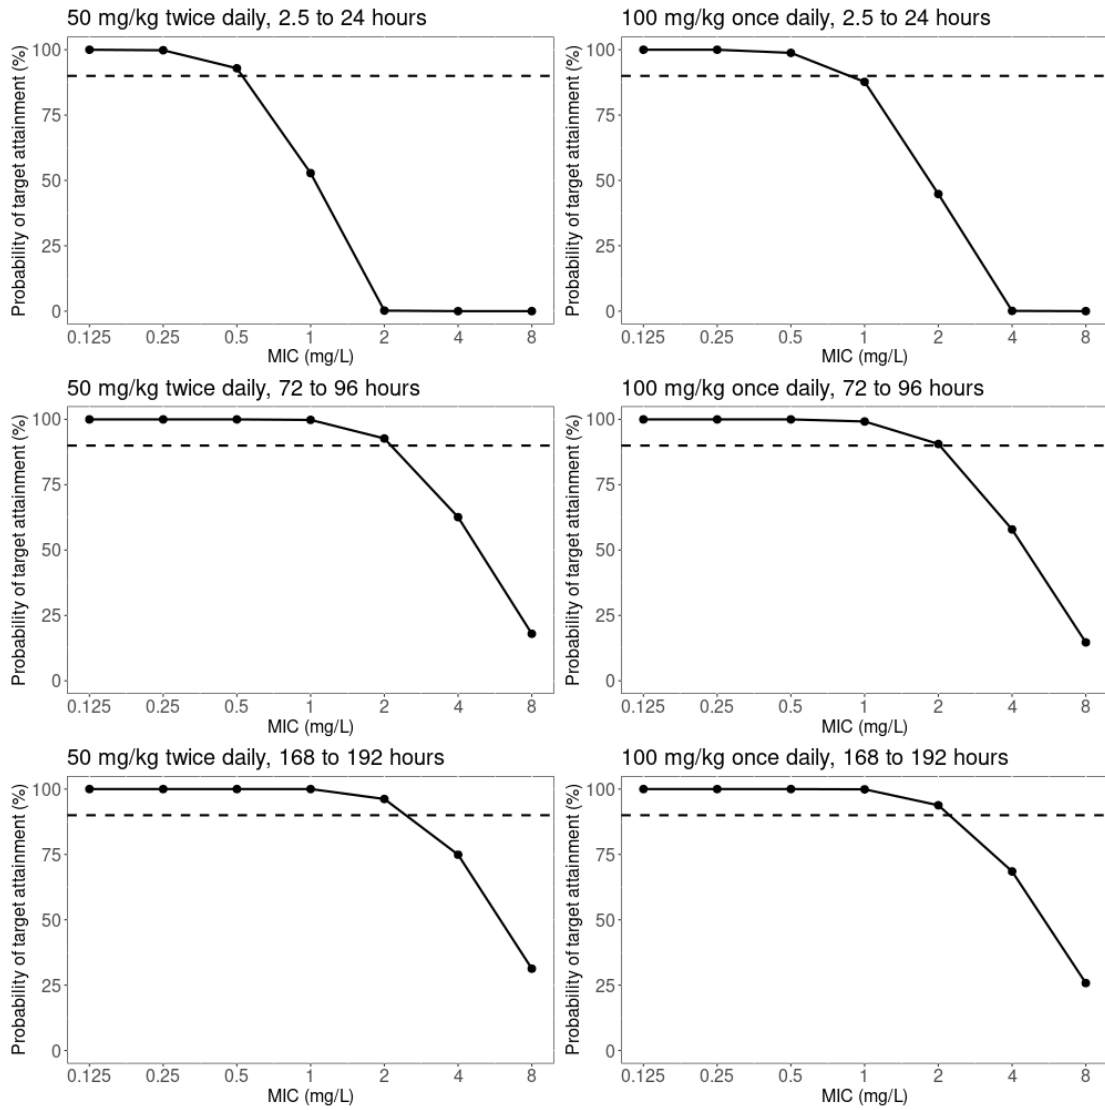 50 mg/kg twice daily, 2.5 to 24 hours
Probability of target attainment (%)
100
75
50
25
0
0.125 0.25 0.5 1 2 4 8
MIC (mg/L)
100 mg/kg once daily, 2.5 to 24 hours
Probability of target attainment (%)
100
75
50
25
0
0.125 0.25 0.5 1 2 4 8
MIC (mg/L)
50 mg/kg twice daily, 72 to 96 hours
Probability of target attainment (%)
100
75
50
25
0
0.125 0.25 0.5 1 2 4 8
MIC (mg/L)
100 mg/kg once daily, 72 to 96 hours
Probability of target attainment (%)
100
75
50
25
0
0.125 0.25 0.5 1 2 4 8
MIC (mg/L)
50 mg/kg twice daily, 168 to 192 hours
Probability of target attainment (%)
100
75
50
25
0
0.125 0.25 0.5 1 2 4 8
MIC (mg/L)
100 mg/kg once daily, 168 to 192 hours
Probability of target attainment (%)
100
75
50
25
0
0.125 0.25 0.5 1 2 4 8
MIC (mg/L)